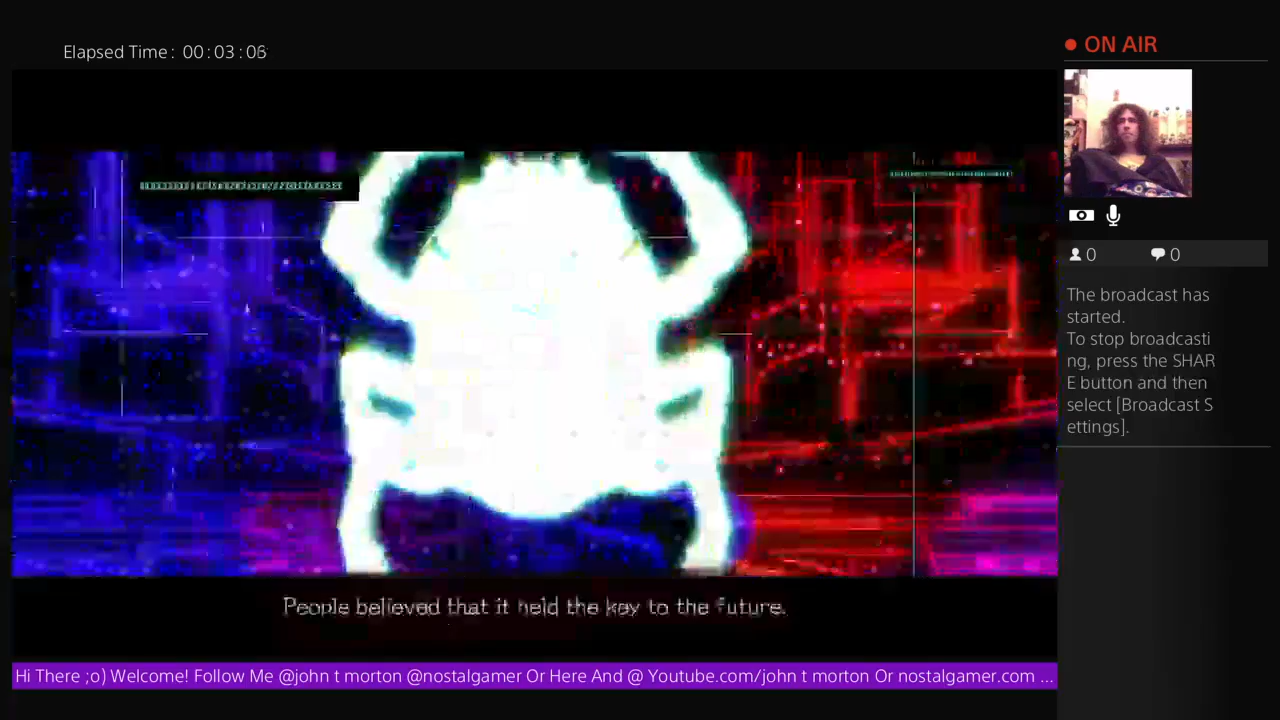 Elapsed Time: 00:03:06
ON AIR
0 0
The broadcast has
started.
To stop broadcasti
ng, press the SHAR
E button and then
select [Broadcast S
ettings].
People believed that it held the key to the future.
Hi There ;o) Welcome! Follow Me @john t morton @nostalgamer Or Here And @ Youtube.com/john t morton Or nostalgamer.com ...